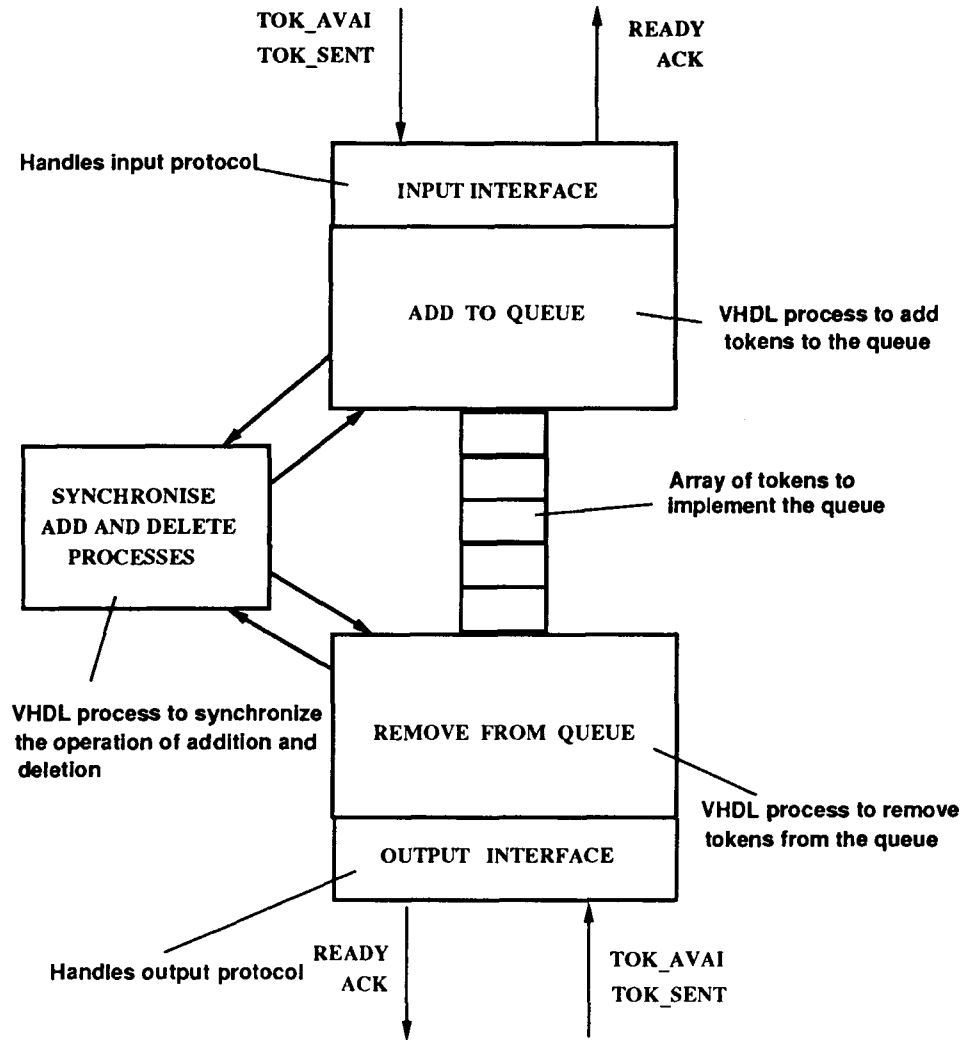 TOK_AVAI
TOK_SENT
READY
ACK
Handles input protocol
INPUT INTERFACE
ADD TO QUEUE
VHDL process to add
tokens to the queue
SYNCHRONISE
ADD AND DELETE
PROCESSES
Array of tokens to
implement the queue
VHDL process to synchronize
the operation of addition and
deletion
REMOVE FROM QUEUE
VHDL process to remove
tokens from the queue
OUTPUT INTERFACE
Handles output protocol
READY
ACK
TOK_AVAI
TOK_SENT